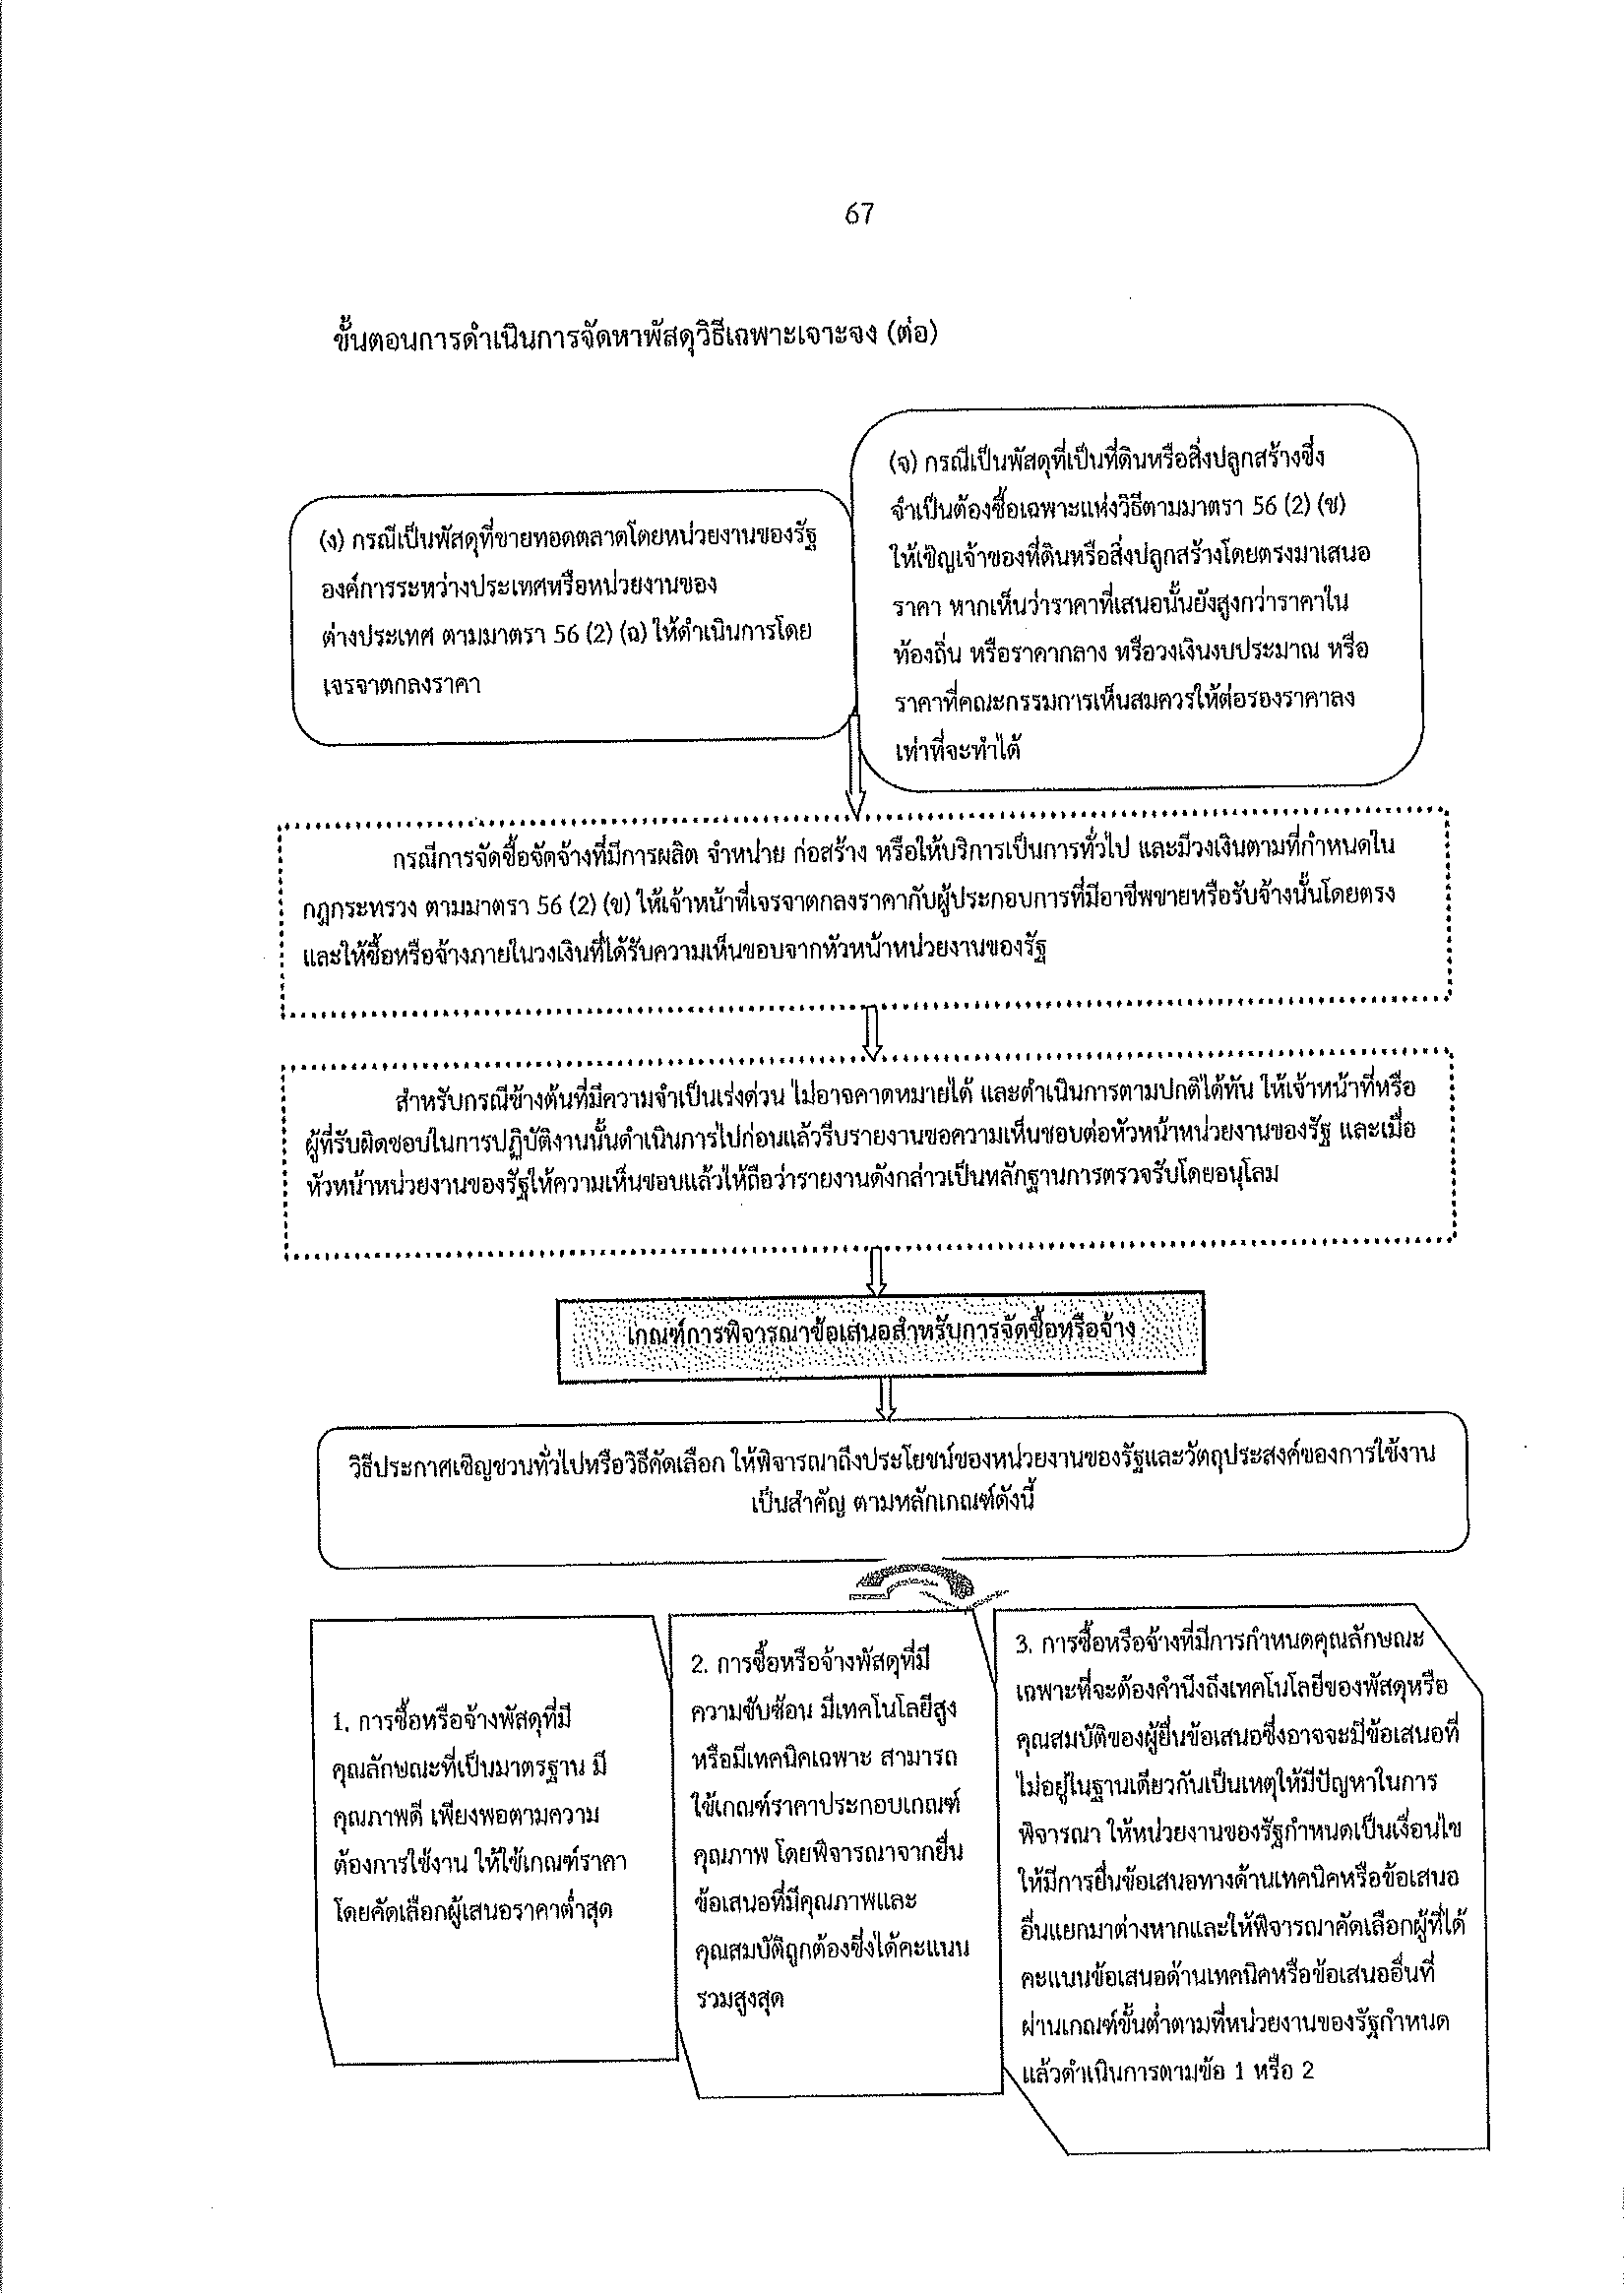 67
ขั้นตอนการดำเนินการจัดหาพัสดุวิธีเฉพาะเจาะจง (ต่อ)
(ง) กรณีเป็นพัสดุที่ขายทอดตลาดโดยหน่วยงานของรัฐ
องค์การระหว่างประเทศหรือหน่วยงานของ
ต่างประเทศ ตามมาตรา 56 (2) (ฉ) ให้ดำเนินการโดย
เจรจาตกลงราคา
(จ) กรณีเป็นพัสดุที่เป็นที่ดินหรือสิ่งปลูกสร้างซึ่ง
จำเป็นต้องซื้อเฉพาะแห่งวิธีตามมาตรา 56 (2) (ช)
ให้เชิญเจ้าของที่ดินหรือสิ่งปลูกสร้างโดยตรงมาเสนอ
ราคา หากเห็นว่าราคาที่เสนอนั้นยังสูงกว่าราคาใน
ท้องถิ่น หรือราคากลาง หรือวงเงินงบประมาณ หรือ
ราคาที่คณะกรรมการเห็นสมควรให้ต่อรองราคาลง
เท่าที่จะทำได้
กรณีการจัดซื้อจัดจ้างที่มีการผลิต จำหน่าย ก่อสร้าง หรือให้บริการเป็นการทั่วไป และมีวงเงินตามที่กำหนดใน
กฎกระทรวง ตามมาตรา 56 (2) (ข) ให้เจ้าหน้าที่เจรจาตกลงราคากับผู้ประกอบการที่มีอาชีพขายหรือรับจ้างนั้นโดยตรง
และให้ซื้อหรือจ้างภายในวงเงินที่ได้รับความเห็นชอบจากหัวหน้าหน่วยงานของรัฐ
สำหรับกรณีข้างต้นที่มีความจำเป็นเร่งด่วน ไม่อาจคาดหมายได้ และดำเนินการตามปกติได้ทัน ให้เจ้าหน้าที่หรือ
ผู้ที่รับผิดชอบในการปฏิบัติงานนั้นดำเนินการไปก่อนแล้วรีบรายงานขอความเห็นชอบต่อหัวหน้าหน่วยงานของรัฐ และเมื่อ
หัวหน้าหน่วยงานของรัฐให้ความเห็นชอบแล้วให้ถือว่ารายงานดังกล่าวเป็นหลักฐานการตรวจรับโดยอนุโลม
เกณฑ์การพิจารณาข้อเสนอสำหรับการจัดซื้อหรือจ้าง
วิธีประกาศเชิญชวนทั่วไปหรือวิธีคัดเลือก ให้พิจารณาถึงประโยชน์ของหน่วยงานของรัฐและวัตถุประสงค์ของการใช้งาน
เป็นสำคัญ ตามหลักเกณฑ์ดังนี้
1. การซื้อหรือจ้างพัสดุที่มี
คุณลักษณะที่เป็นมาตรฐาน มี
คุณภาพดี เพียงพอตามความ
ต้องการใช้งาน ให้ใช้เกณฑ์ราคา
โดยคัดเลือกผู้เสนอราคาต่ำสุด
2. การซื้อหรือจ้างพัสดุที่มี
ความซับซ้อน มีเทคโนโลยีสูง
หรือมีเทคนิคเฉพาะ สามารถ
ใช้เกณฑ์ราคาประกอบเกณฑ์
คุณภาพ โดยพิจารณาจากยื่น
ข้อเสนอที่มีคุณภาพและ
คุณสมบัติถูกต้องซึ่งได้คะแนน
รวมสูงสุด
3. การซื้อหรือจ้างที่มีการกำหนดคุณลักษณะ
เฉพาะที่จะต้องคำนึงถึงเทคโนโลยีของพัสดุหรือ
คุณสมบัติของผู้ยื่นข้อเสนอซึ่งอาจจะมีข้อเสนอที่
ไม่อยู่ในฐานเดียวกันเป็นเหตุให้มีปัญหาในการ
พิจารณา ให้หน่วยงานของรัฐกำหนดเป็นเงื่อนไข
ให้มีการยื่นข้อเสนอทางด้านเทคนิคหรือข้อเสนอ
อื่นแยกมาต่างหากและให้พิจารณาคัดเลือกผู้ที่ได้
คะแนนข้อเสนอด้านเทคนิคหรือข้อเสนออื่นที่
ผ่านเกณฑ์ขั้นต่ำตามที่หน่วยงานของรัฐกำหนด
แล้วดำเนินการตามข้อ 1 หรือ 2